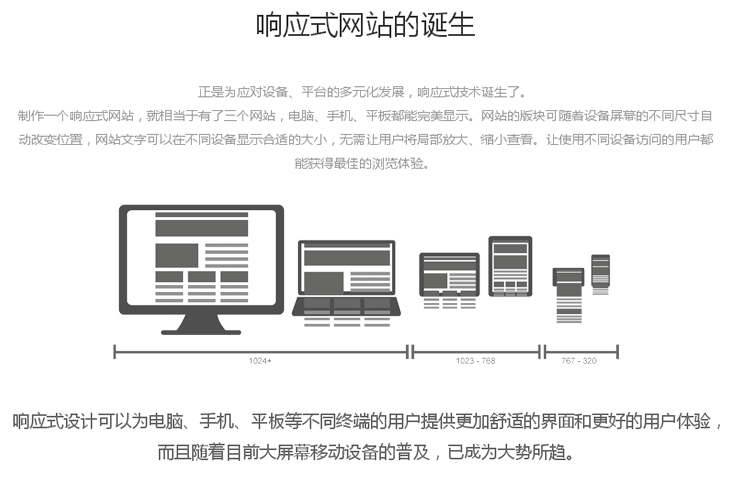 响应式网站的诞生
正是为应对设备、平台的多元化发展，响应式技术诞生了。
制作一个响应式网站，就相当于有了三个网站，电脑、手机、平板都能完美显示。网站的版块可随着设备屏幕的不同尺寸自
动改变位置，网站文字可以在不同设备显示合适的大小，无需让用户将局部放大、缩小查看。让使用不同设备访问的用户都
能获得最佳的浏览体验。
1024+
1023 - 768
767 - 320
响应式设计可以为电脑、手机、平板等不同终端的用户提供更加舒适的界面和更好的用户体验，
而且随着目前大屏幕移动设备的普及，已成为大势所趋。